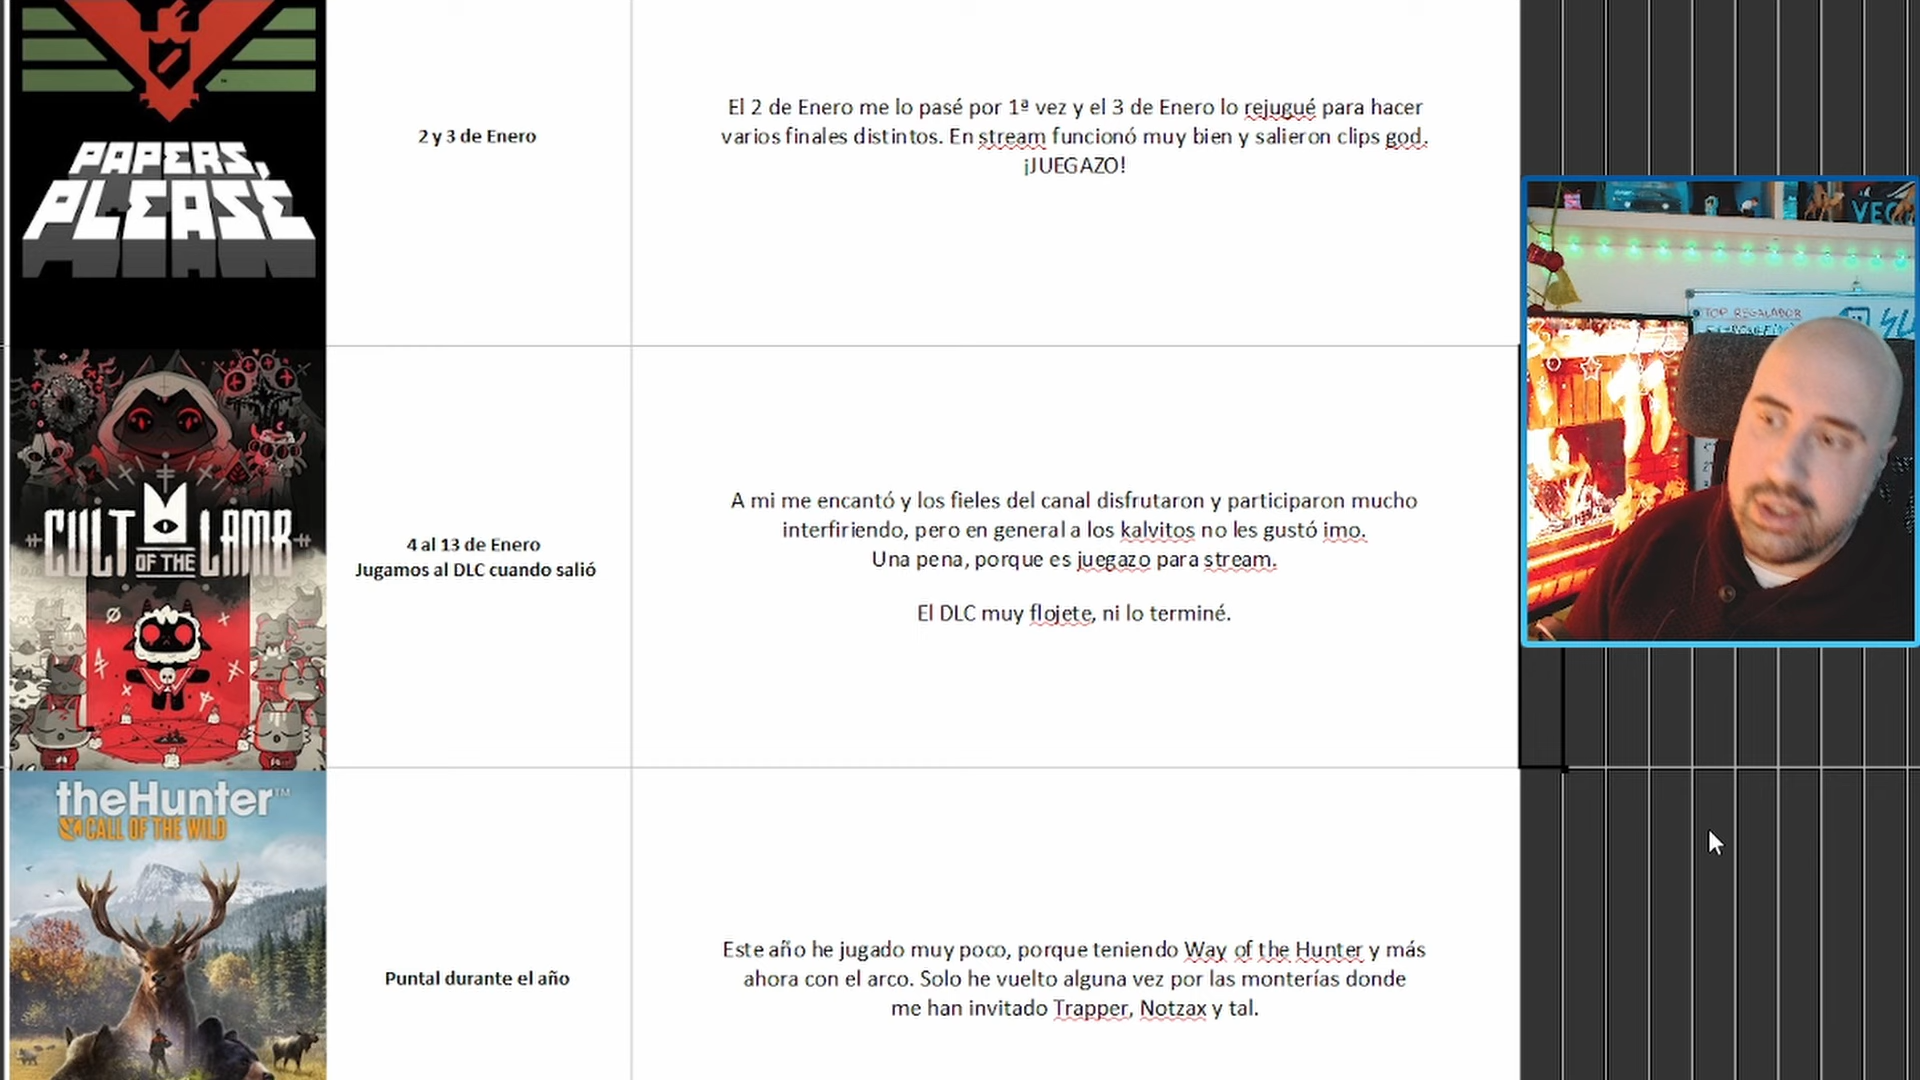 PAPERS,
PLEASE
2 y 3 de Enero
El 2 de Enero me lo pasé por 1ª vez y el 3 de Enero lo rejugué para hacer
varios finales distintos. En stream funcionó muy bien y salieron clips god.
¡JUEGAZO!
VEG
TOP REGALADOR
CULT OF THE LAMB
4 al 13 de Enero
Jugamos al DLC cuando salió
A mi me encantó y los fieles del canal disfrutaron y participaron mucho
interfiriendo, pero en general a los kalvitos no les gustó imo.
Una pena, porque es juegazo para stream.
El DLC muy flojete, ni lo terminé.
theHunter™
CALL OF THE WILD
Puntal durante el año
Este año he jugado muy poco, porque teniendo Way of the Hunter y más
ahora con el arco. Solo he vuelto alguna vez por las monterías donde
me han invitado Trapper, Notzax y tal.